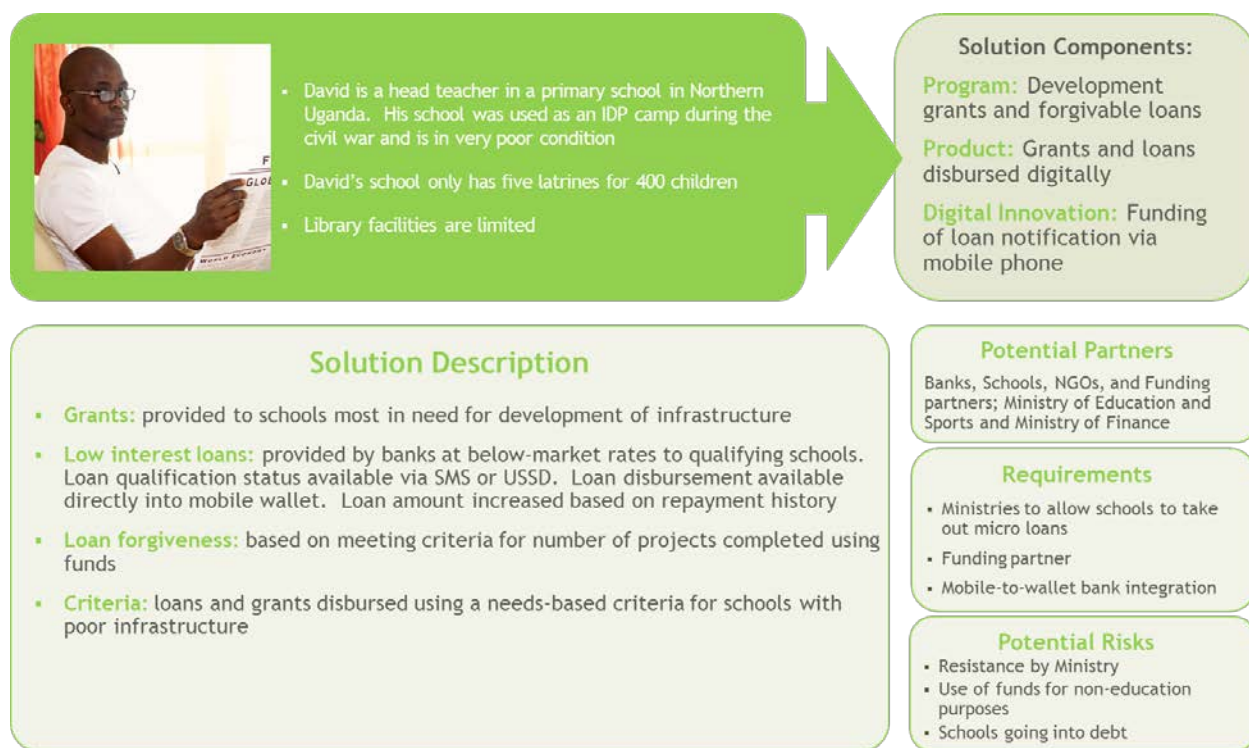 ▪ David is a head teacher in a primary school in Northern
Uganda. His school was used as an IDP camp during the
civil war and is in very poor condition
▪ David's school only has five latrines for 400 children
▪ Library facilities are limited
Solution Components:
Program: Development
grants and forgivable loans
Product: Grants and loans
disbursed digitally
Digital Innovation: Funding
of loan notification via
mobile phone
Solution Description
▪ Grants: provided to schools most in need for development of infrastructure
▪ Low interest loans: provided by banks at below-market rates to qualifying schools.
Loan qualification status available via SMS or USSD. Loan disbursement available
directly into mobile wallet. Loan amount increased based on repayment history
▪ Loan forgiveness: based on meeting criteria for number of projects completed using
funds
▪ Criteria: loans and grants disbursed using a needs-based criteria for schools with
poor infrastructure
Potential Partners
Banks, Schools, NGOs, and Funding
partners; Ministry of Education and
Sports and Ministry of Finance
Requirements
▪ Ministries to allow schools to take
out micro loans
▪ Funding partner
▪ Mobile-to-wallet bank integration
Potential Risks
▪ Resistance by Ministry
▪ Use of funds for non-education
purposes
▪ Schools going into debt